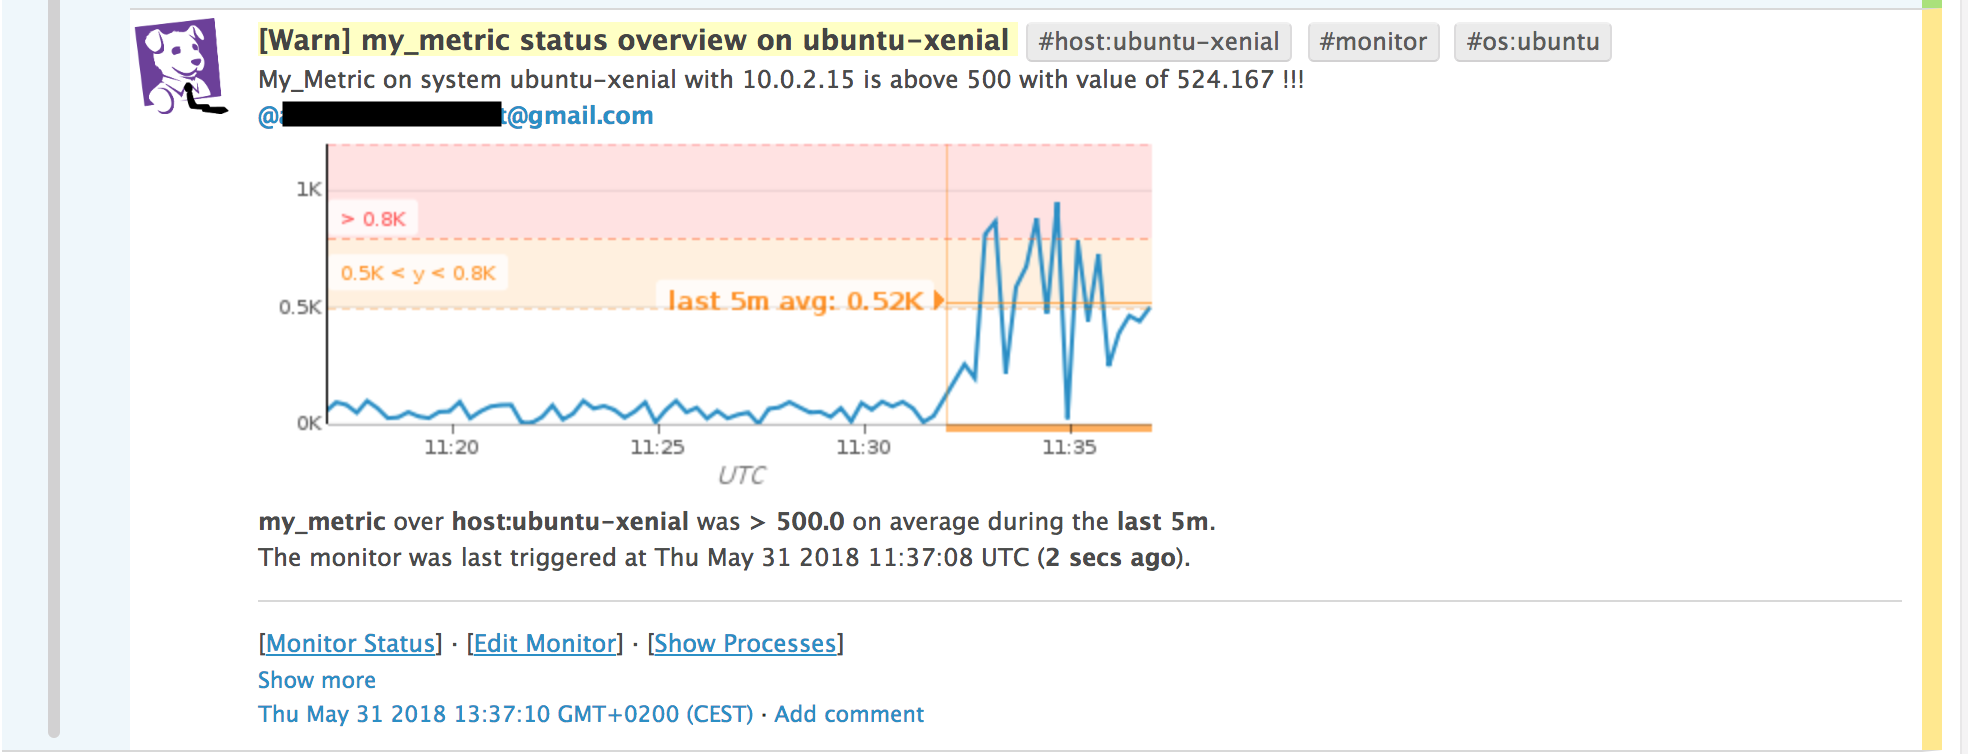 [Warn] my_metric status overview on ubuntu-xenial #host:ubuntu-xenial #monitor #os:ubuntu
My_Metric on system ubuntu-xenial with 10.0.2.15 is above 500 with value of 524.167 !!!
@gmail.com
1K
> 0.8K
0.5K < y < 0.8K
last 5m avg: 0.52K
0.5K
0K
11:20 11:25 11:30 11:35
UTC
my_metric over host:ubuntu-xenial was > 500.0 on average during the last 5m.
The monitor was last triggered at Thu May 31 2018 11:37:08 UTC (2 secs ago).
[Monitor Status] · [Edit Monitor] · [Show Processes]
Show more
Thu May 31 2018 13:37:10 GMT+0200 (CEST) · Add comment